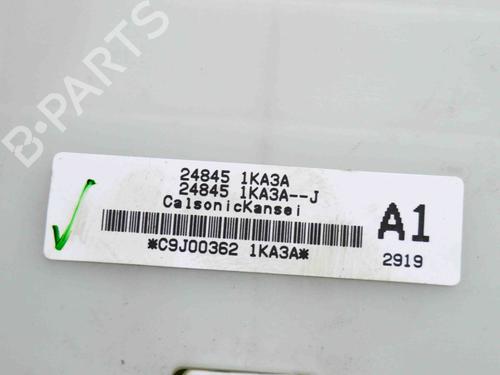 B-PARTS
24845 1KA3A
24845 1KA3A--J
CalsonicKansei
*C9J00362 1KA3A*
A1
2919